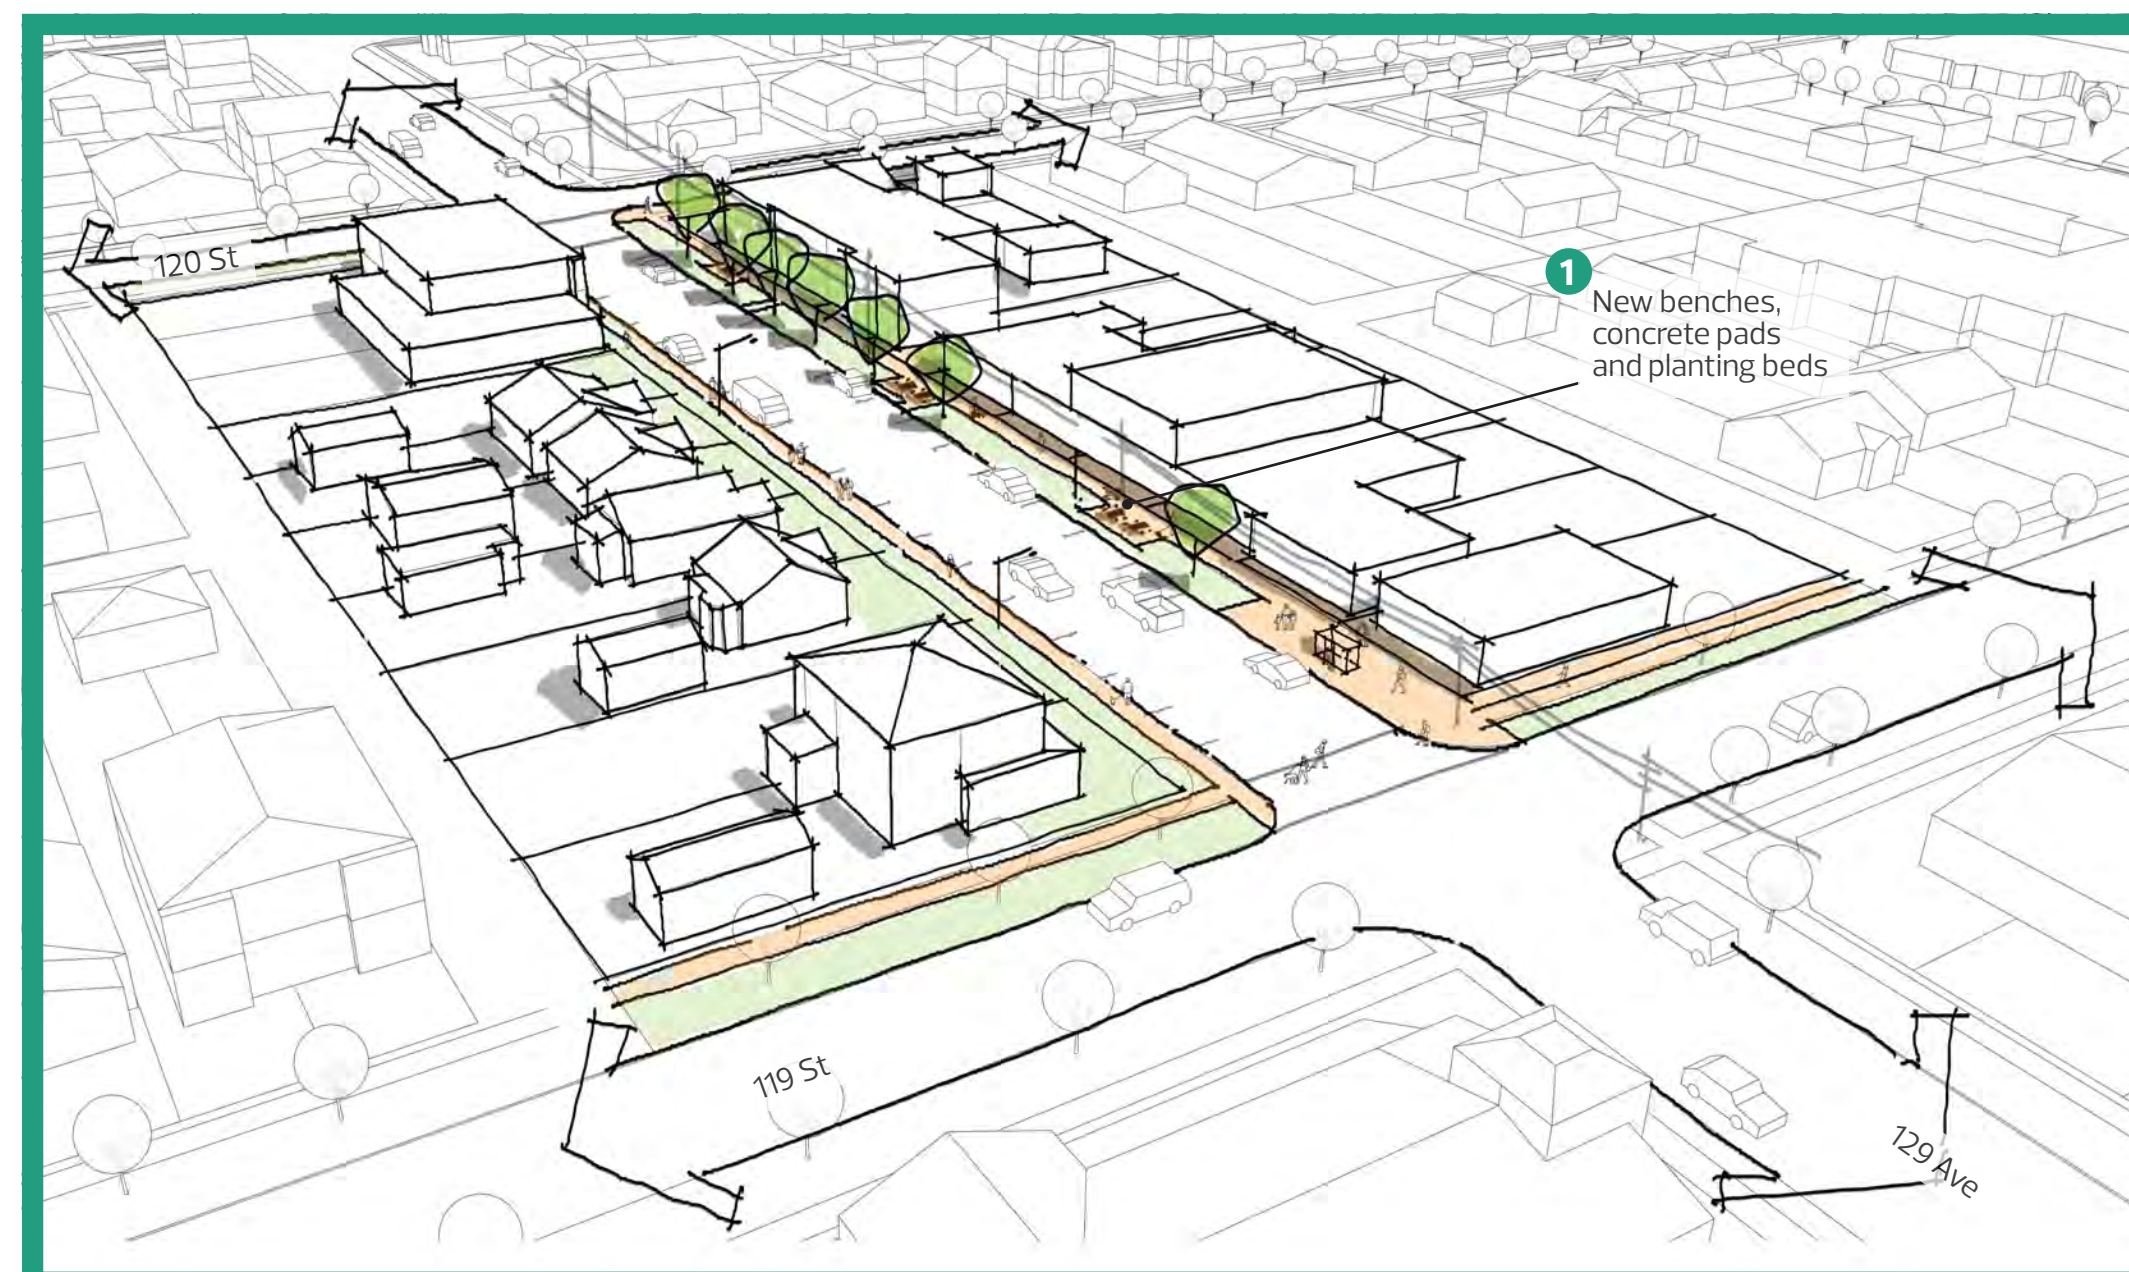 120 St
1
New benches,
concrete pads
and planting beds
119 St
129 Ave